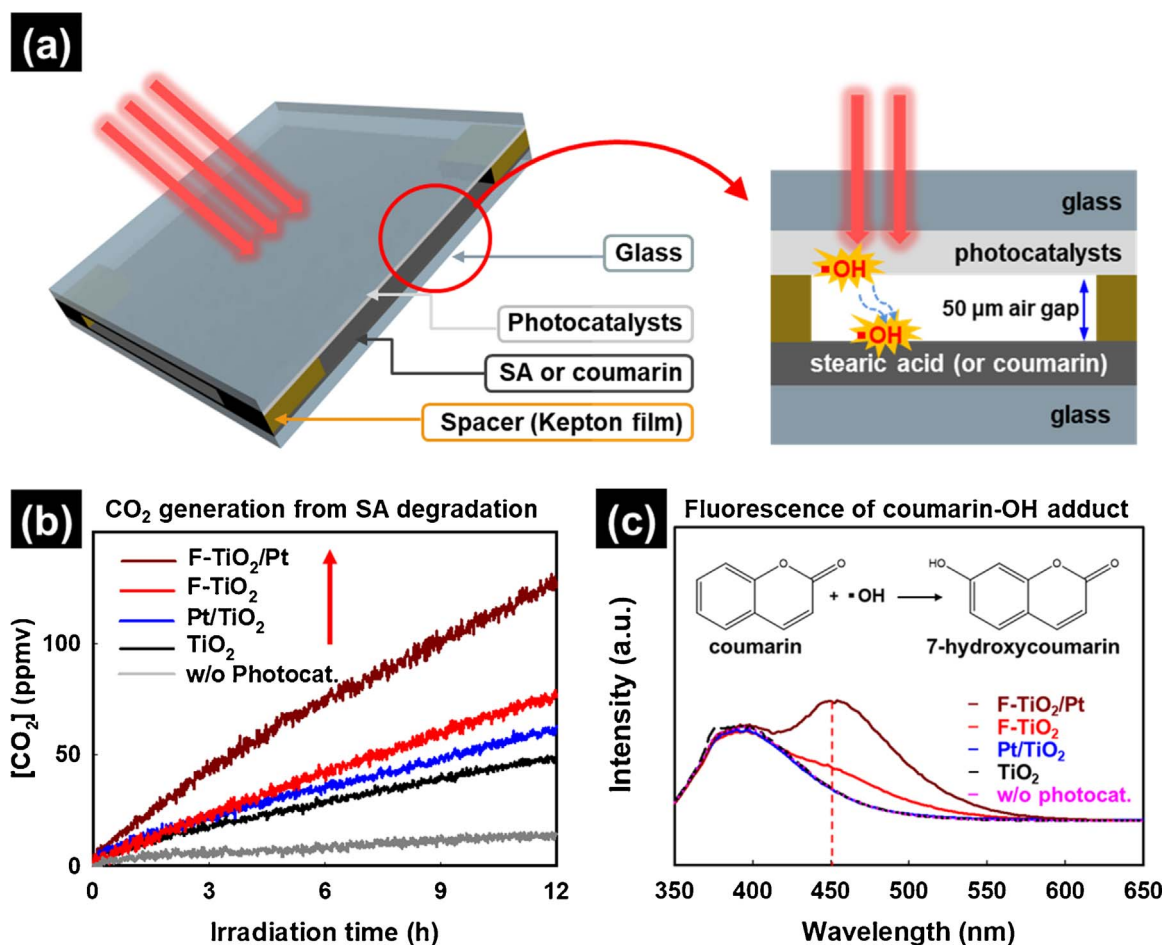 (a)
glass
photocatalysts
▪OH
50 µm air gap
▪OH
stearic acid (or coumarin)
glass
Glass
Photocatalysts
SA or coumarin
Spacer (Kepton film)
(b)
CO₂ generation from SA degradation
F-TiO₂/Pt
F-TiO₂
Pt/TiO₂
TiO₂
w/o Photocat.
[CO₂] (ppmv)
100
50
0
0 3 6 9 12
Irradiation time (h)
(c)
Fluorescence of coumarin-OH adduct
O O
+ ▪OH
HO O O
coumarin
7-hydroxycoumarin
F-TiO₂/Pt
F-TiO₂
Pt/TiO₂
TiO₂
w/o photocat.
Intensity (a.u.)
350 400 450 500 550 600 650
Wavelength (nm)